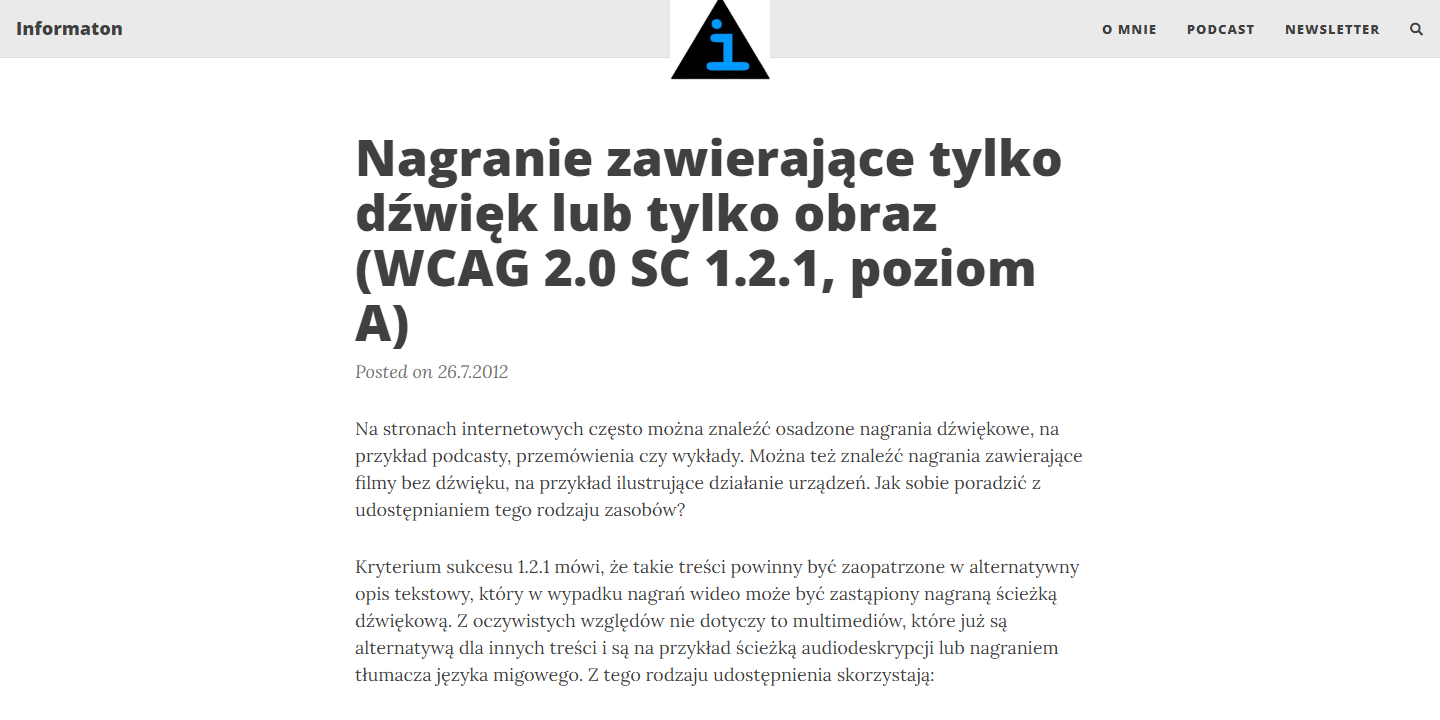 Informaton
i
O MNIE
PODCAST
NEWSLETTER
Nagranie zawierające tylko
dźwięk lub tylko obraz
(WCAG 2.0 SC 1.2.1, poziom
A)
Posted on 26.7.2012
Na stronach internetowych często można znaleźć osadzone nagrania dźwiękowe, na
przykład podcasty, przemówienia czy wykłady. Można też znaleźć nagrania zawierające
filmy bez dźwięku, na przykład ilustrujące działanie urządzeń. Jak sobie poradzić z
udostępnianiem tego rodzaju zasobów?
Kryterium sukcesu 1.2.1 mówi, że takie treści powinny być zaopatrzone w alternatywny
opis tekstowy, który w wypadku nagrań wideo może być zastąpiony nagraną ścieżką
dźwiękową. Z oczywistych względów nie dotyczy to multimediów, które już są
alternatywą dla innych treści i są na przykład ścieżką audiodeskrypcji lub nagraniem
tłumacza języka migowego. Z tego rodzaju udostępnienia skorzystają: